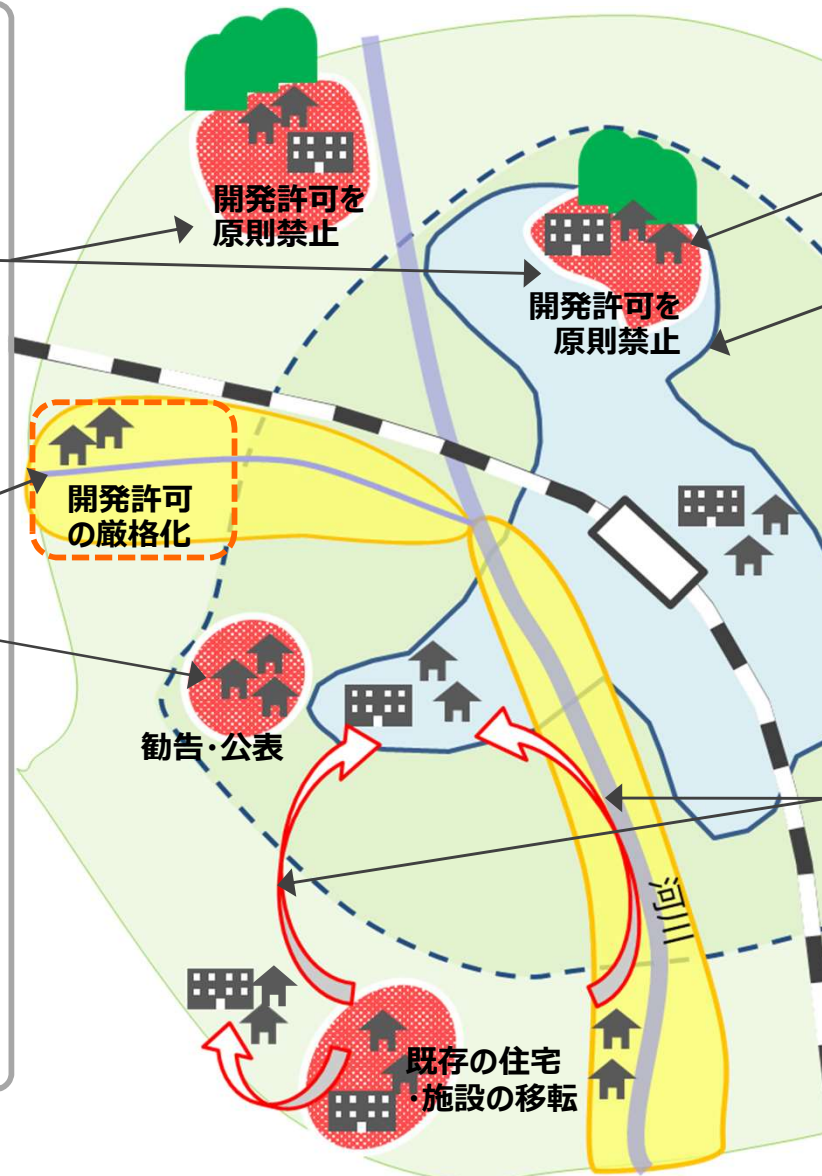 開発許可を
原則禁止
開発許可を
原則禁止
開発許可
の厳格化
勧告・公表
河川
既存の住宅
・施設の移転